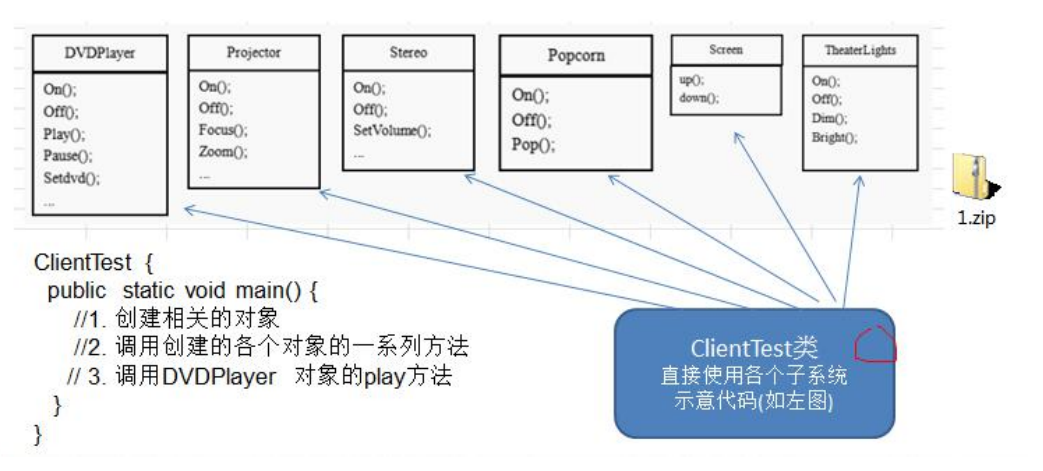 DVDPlayer
On();
Off();
Play();
Pause();
Setdvd();
...
Projector
On();
Off();
Focus();
Zoom();
...
Stereo
On();
Off();
SetVolume();
...
Popcorn
On();
Off();
Pop();
Screen
up();
down();
TheaterLights
On();
Off();
Dim();
Bright();
1.zip
ClientTest {
public static void main() {
//1. 创建相关的对象
//2. 调用创建的各个对象的一系列方法
// 3. 调用DVDPlayer 对象的play方法
}
}
ClientTest类
直接使用各个子系统
示意代码(如左图)